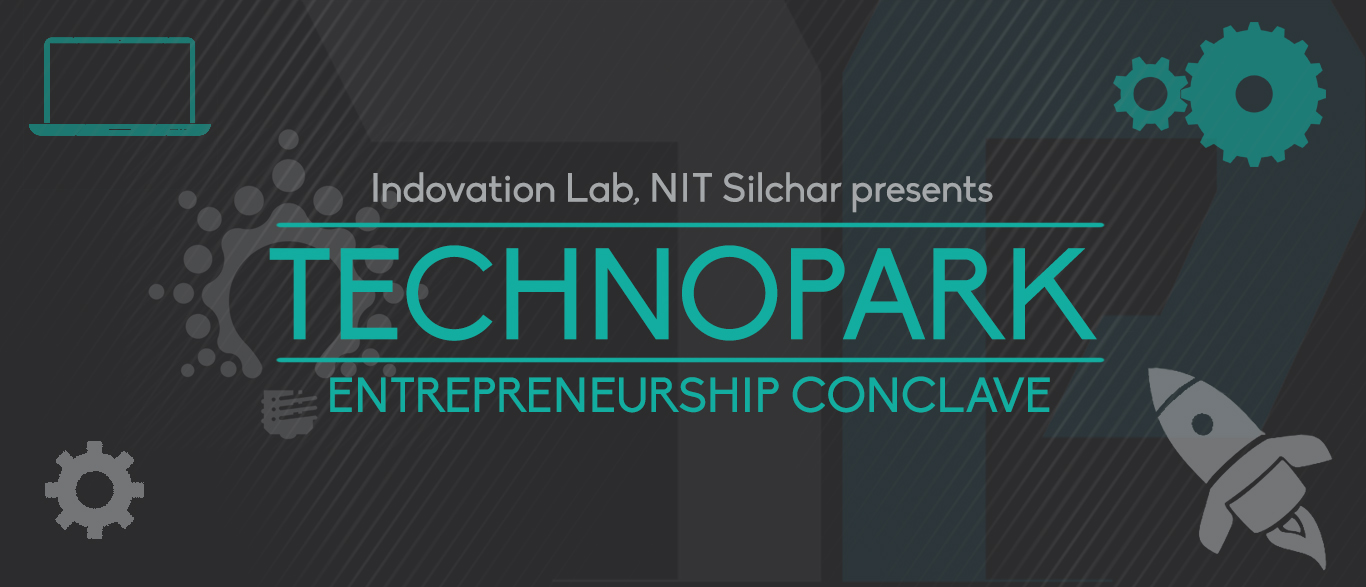 Indovation Lab, NIT Silchar presents
TECHNOPARK
ENTREPRENEURSHIP CONCLAVE